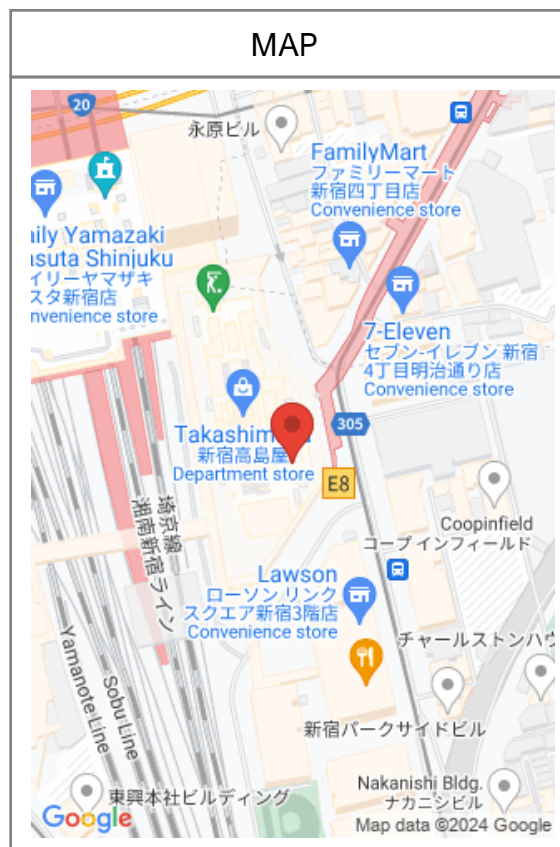 MAP
20
永原ビル
FamilyMart
ファミリーマート
新宿四丁目店
Convenience store
aily Yamazaki
asuta Shinjuku
イリーヤマザキ
スタ新宿店
nvenience store
7-Eleven
セブン-イレブン 新宿
4丁目明治通り店
Convenience store
305
新宿高島屋
Department store
E8
Coopinfield
コープ インフィールド
埼京線
湘南新宿ライン
Lawson
ローソン リンク
スクエア新宿3階店
Convenience store
チャールストンハウ
Yamanote Line
Sobu Line
新宿パークサイドビル
東興本社ビルディング
Nakanishi Bldg.
ナカニシビル
Google
Map data ©2024 Google